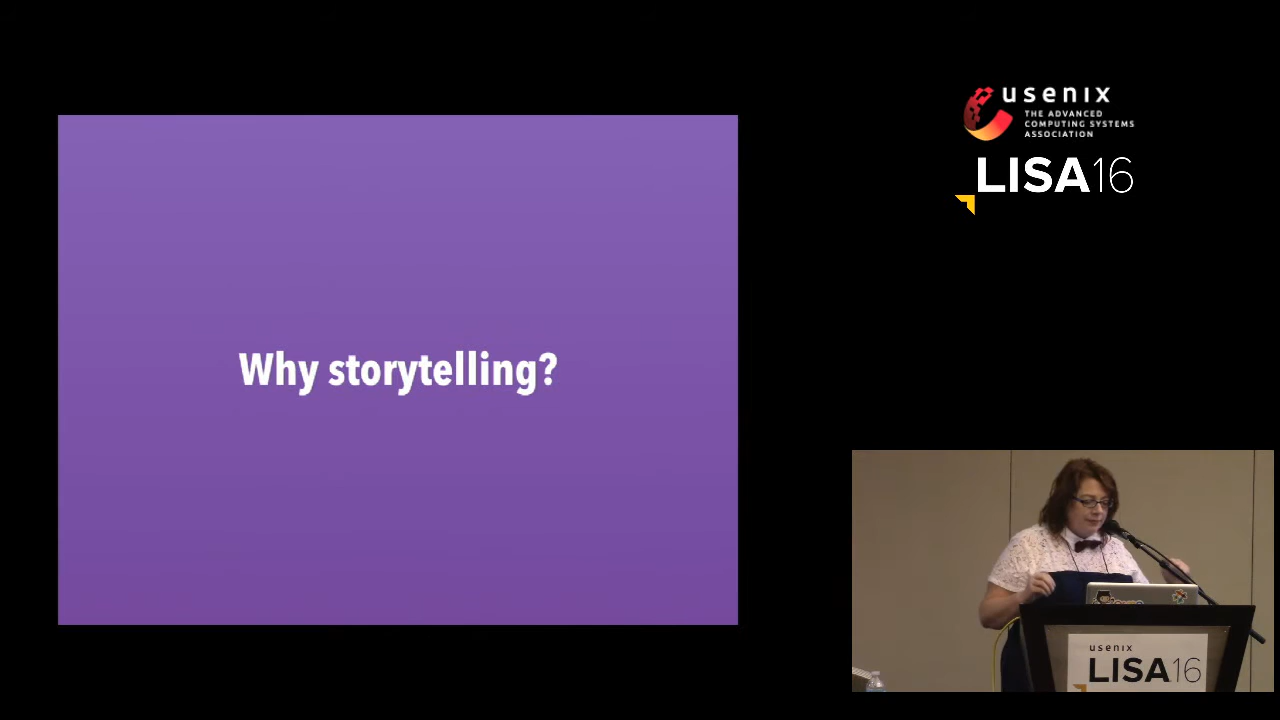 Why storytelling?
usenix
THE ADVANCED
COMPUTING SYSTEMS
ASSOCIATION
LISA16
usenix
LISA16